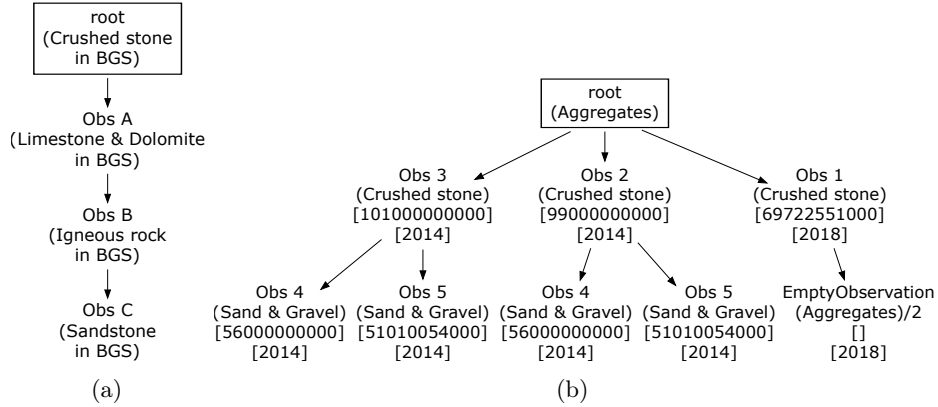 root
(Crushed stone
in BGS)
Obs A
(Limestone & Dolomite
in BGS)
Obs B
(Igneous rock
in BGS)
Obs C
(Sandstone
in BGS)
(a)
root
(Aggregates)
Obs 3
(Crushed stone)
[101000000000]
[2014]
Obs 2
(Crushed stone)
[99000000000]
[2014]
Obs 1
(Crushed stone)
[69722551000]
[2018]
Obs 4
(Sand & Gravel)
[56000000000]
[2014]
Obs 5
(Sand & Gravel)
[51010054000]
[2014]
Obs 4
(Sand & Gravel)
[56000000000]
[2014]
Obs 5
(Sand & Gravel)
[51010054000]
[2014]
EmptyObservation
(Aggregates)/2
[]
[2018]
(b)